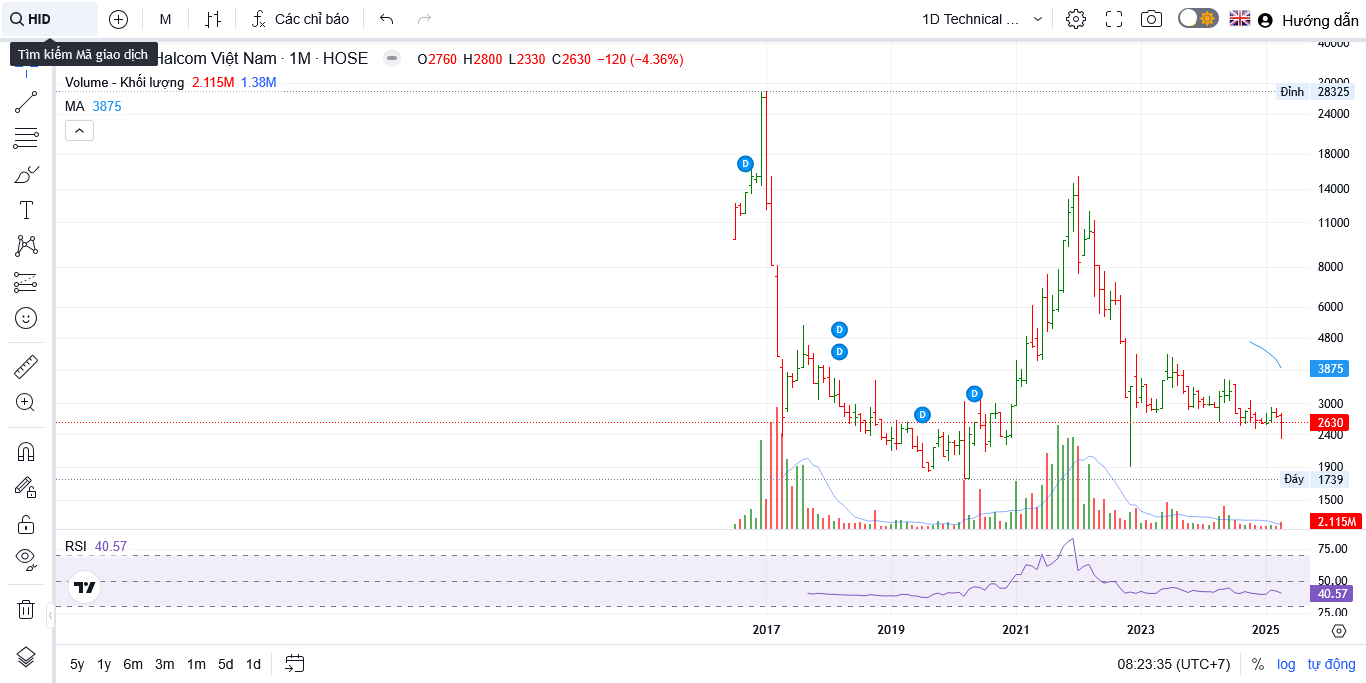 HID
M
Các chỉ báo
1D Technical ...
Hướng dẫn
Tìm kiếm Mã giao dịch
Halcom Việt Nam · 1M · HOSE
O2760 H2800 L2330 C2630 −120 (−4.36%)
Volume - Khối lượng 2.115M 1.38M
MA 3875
40000
30000
Đỉnh 28325
24000
18000
14000
11000
8000
6000
4800
3875
3000
2630
2400
1900
Đáy 1739
1500
2.115M
D
D
D
D
D
RSI 40.57
75.00
50.00
40.57
25.00
2017 2019 2021 2023 2025
5y 1y 6m 3m 1m 5d 1d
08:23:35 (UTC+7)
% log tự động